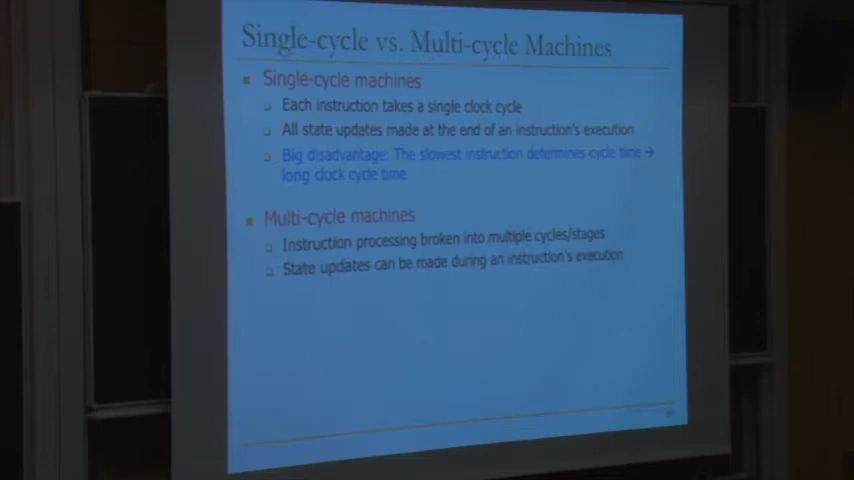 Single-cycle vs. Multi-cycle Machines
Single-cycle machines
Each instruction takes a single clock cycle
All state updates made at the end of an instruction's execution
Big disadvantage: The slowest instruction determines cycle time →
long clock cycle time
Multi-cycle machines
Instruction processing broken into multiple cycles/stages
State updates can be made during an instruction's execution